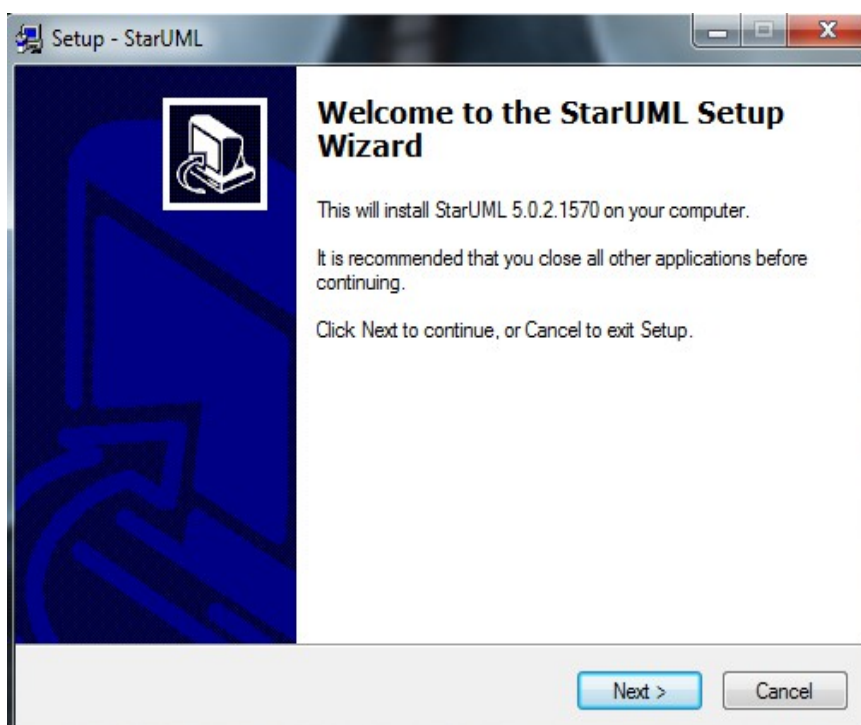 Setup - StarUML
Welcome to the StarUML Setup
Wizard
This will install StarUML 5.0.2.1570 on your computer.
It is recommended that you close all other applications before
continuing.
Click Next to continue, or Cancel to exit Setup.
Next >
Cancel